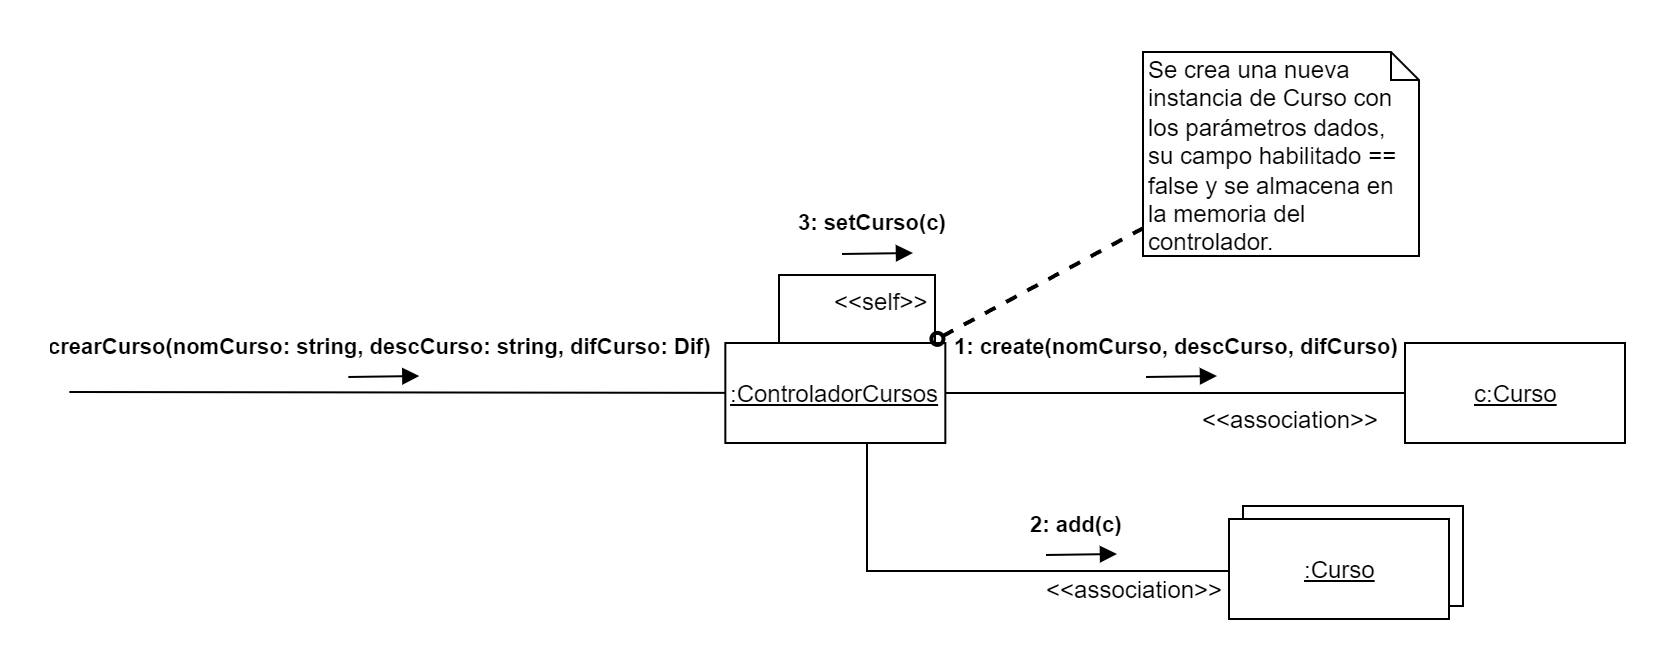 Se crea una nueva
instancia de Curso con
los parámetros dados,
su campo habilitado ==
false y se almacena en
la memoria del
controlador.
3: setCurso(c)
<<self>>
crearCurso(nomCurso: string, descCurso: string, difCurso: Dif)
1: create(nomCurso, descCurso, difCurso)
:ControladorCursos
c:Curso
<<association>>
2: add(c)
:Curso
<<association>>